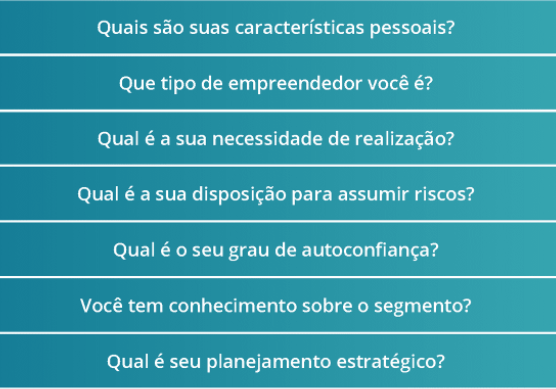 Quais são suas características pessoais?
Que tipo de empreendedor você é?
Qual é a sua necessidade de realização?
Qual é a sua disposição para assumir riscos?
Qual é o seu grau de autoconfiança?
Você tem conhecimento sobre o segmento?
Qual é seu planejamento estratégico?